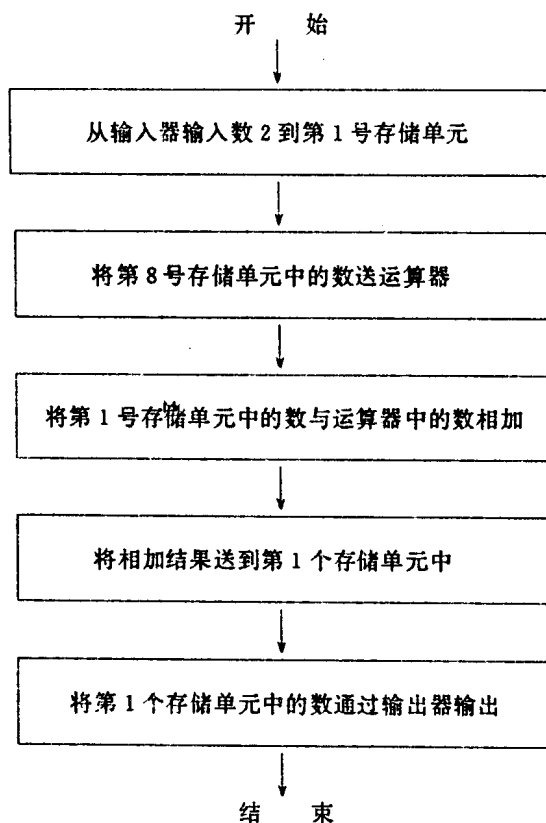 开 始
从输入器输入数2到第1号存储单元
将第8号存储单元中的数送运算器
将第1号存储单元中的数与运算器中的数相加
将相加结果送到第1个存储单元中
将第1个存储单元中的数通过输出器输出
结 束